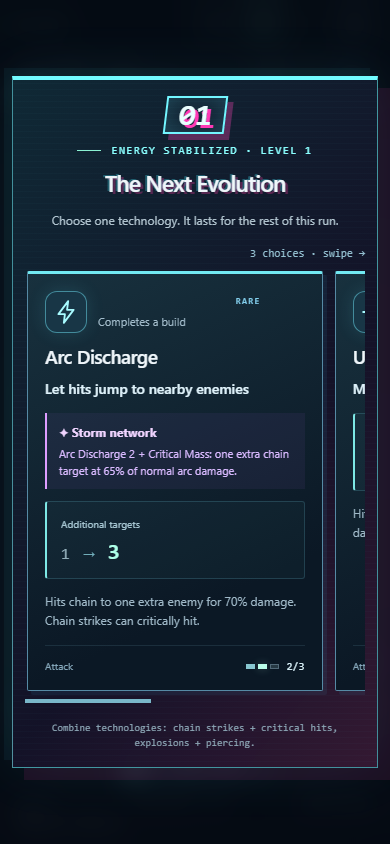 01
ENERGY STABILIZED · LEVEL 1
The Next Evolution
Choose one technology. It lasts for the rest of this run.
3 choices · swipe →
RARE
Completes a build
Arc Discharge
Let hits jump to nearby enemies
✦ Storm network
Arc Discharge 2 + Critical Mass: one extra chain
target at 65% of normal arc damage.
Additional targets
1 → 3
Hits chain to one extra enemy for 70% damage.
Chain strikes can critically hit.
Attack
2/3
Combine technologies: chain strikes + critical hits,
explosions + piercing.